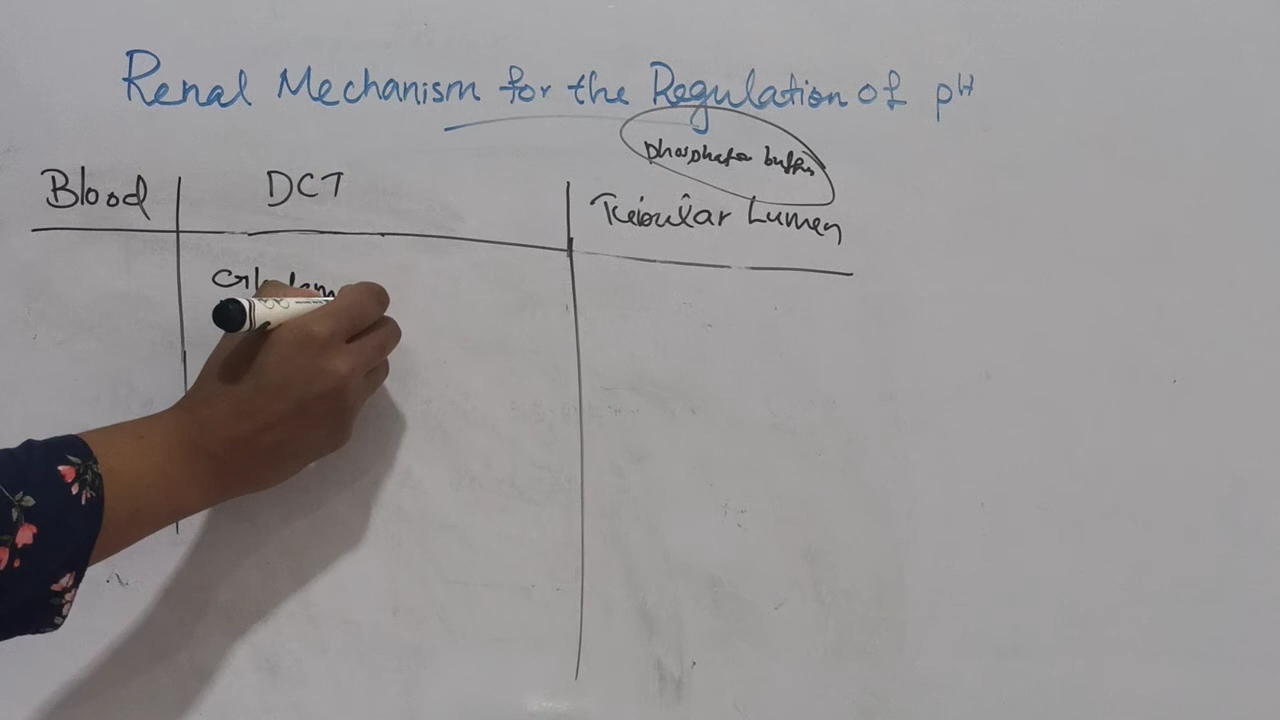 Renal Mechanism for the Regulation of pH
phosphate buffer
Blood DCT Tubular Lumen